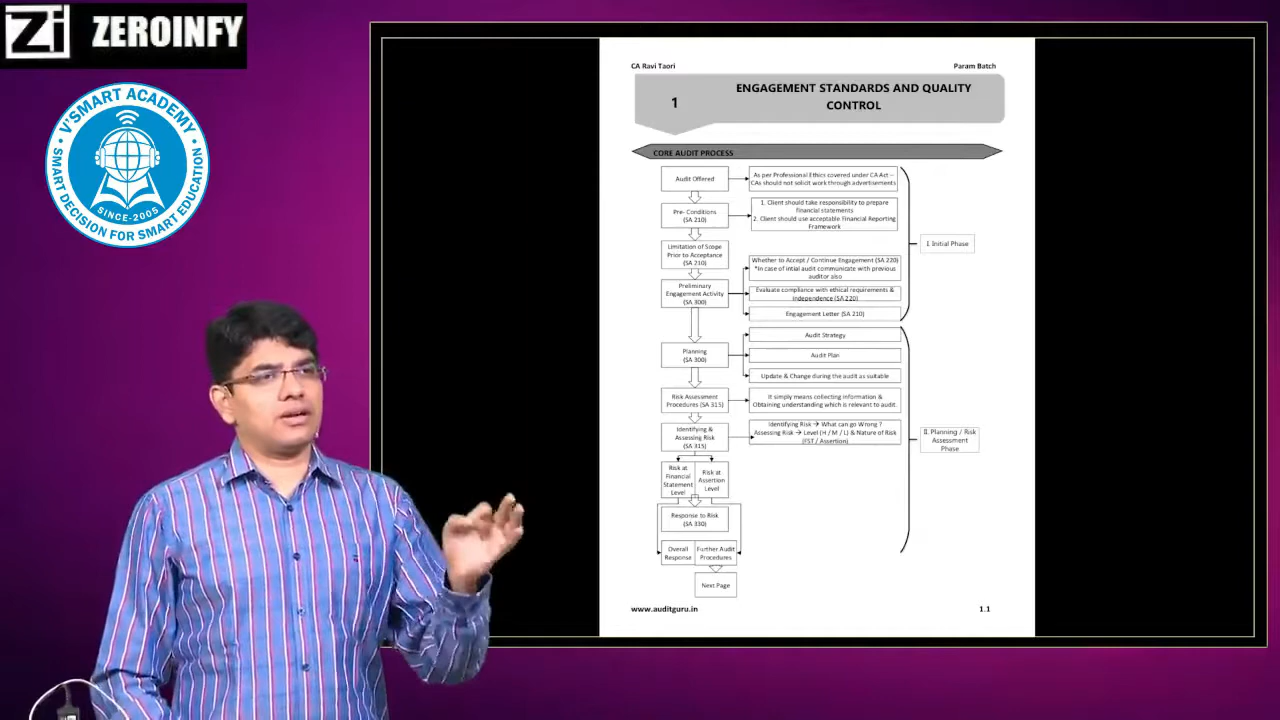 Zi ZEROINFY
V'SMART ACADEMY
SINCE-2005
SMART DECISION FOR SMART EDUCATION
CA Ravi Taori
Param Batch
1
ENGAGEMENT STANDARDS AND QUALITY
CONTROL
CORE AUDIT PROCESS
Audit Offered
As per Professional Ethics covered under CA Act –
CAs should not solicit work through advertisements
Pre- Conditions
(SA 210)
1. Client should take responsibility to prepare
financial statements
2. Client should use acceptable Financial Reporting
Framework
Limitation of Scope
Prior to Acceptance
(SA 210)
I. Initial Phase
Preliminary
Engagement Activity
(SA 300)
Whether to Accept / Continue Engagement (SA 220)
*In case of intial audit communicate with previous
auditor also
Evaluate compliance with ethical requirements &
independence (SA 220)
Engagement Letter (SA 210)
Planning
(SA 300)
Audit Strategy
Audit Plan
Update & Change during the audit as suitable
Risk Assessment
Procedures (SA 315)
It simply means collecting information &
Obtaining understanding which is relevant to audit.
Identifying &
Assessing Risk
(SA 315)
Identifying Risk → What can go Wrong ?
Assessing Risk → Level (H / M / L) & Nature of Risk
(FST / Assertion)
II. Planning / Risk
Assessment
Phase
Risk at
Financial
Statement
Level
Risk at
Assertion
Level
Response to Risk
(SA 330)
Overall
Response
Further Audit
Procedures
Next Page
www.auditguru.in
1.1